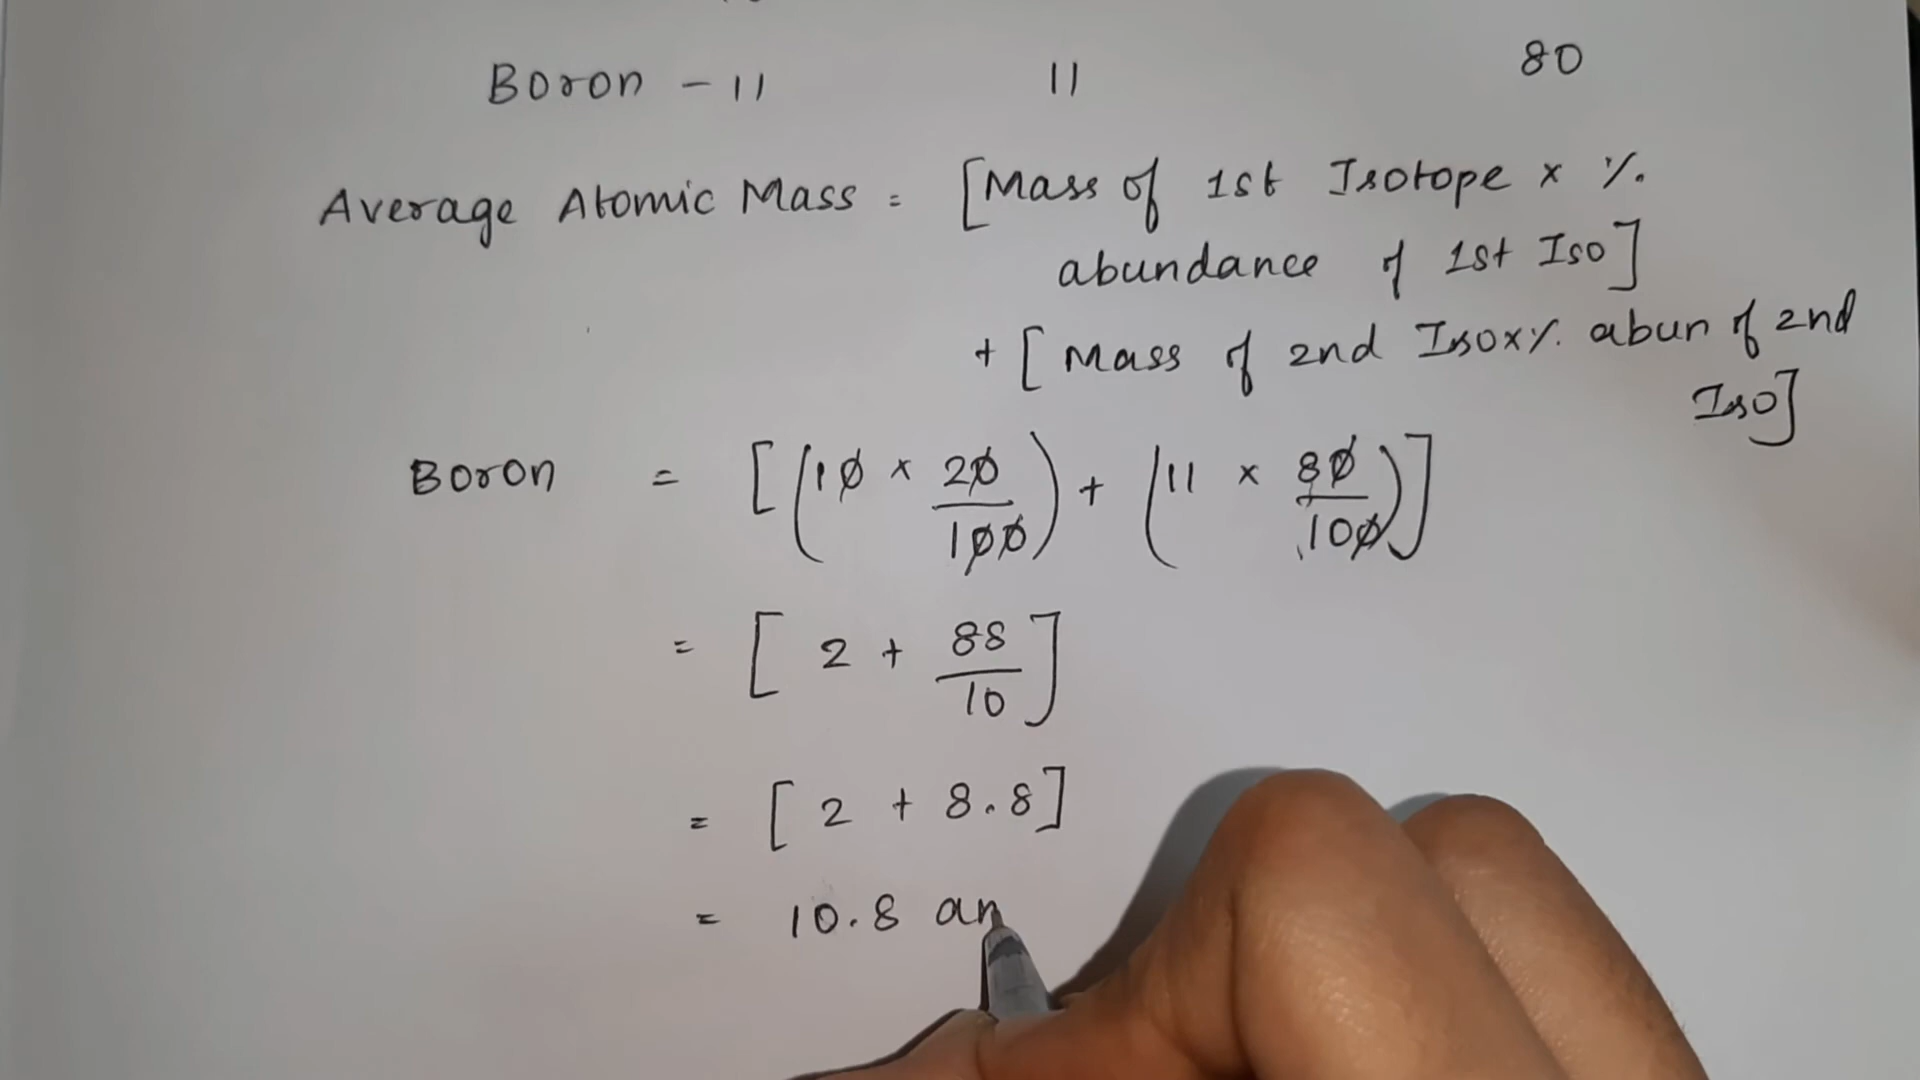 Boron - 11 11 80
Average Atomic Mass = [Mass of 1st Isotope x %
abundance of 1st Iso]
+ [Mass of 2nd Iso x % abun of 2nd
Iso]
Boron = [(10 x 20/100) + (11 x 80/100)]
= [2 + 88/10]
= [2 + 8.8]
= 10.8 am